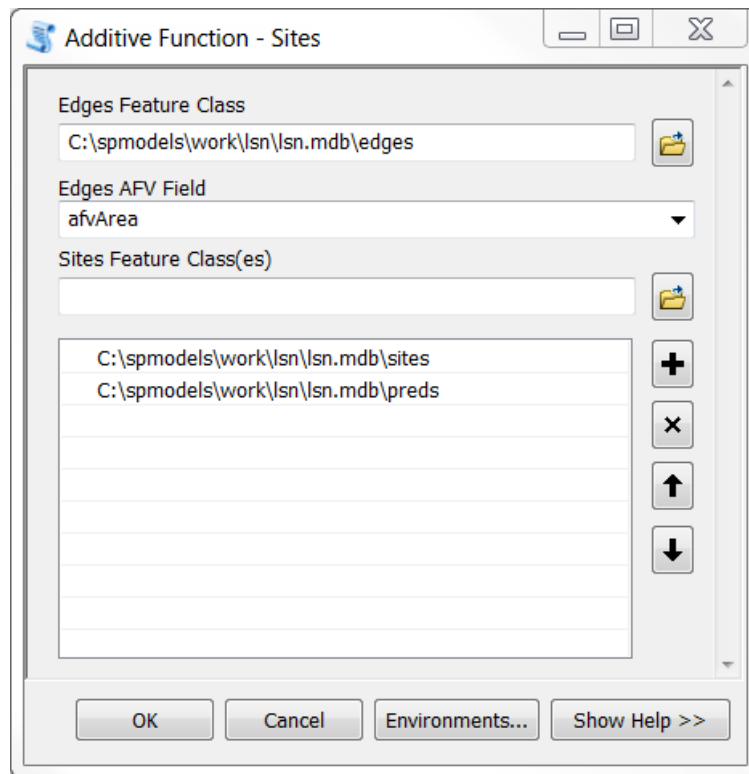 Additive Function - Sites
Edges Feature Class
C:\spmodels\work\lsn\lsn.mdb\edges
Edges AFV Field
afvArea
Sites Feature Class(es)
C:\spmodels\work\lsn\lsn.mdb\sites
C:\spmodels\work\lsn\lsn.mdb\preds
OK Cancel Environments... Show Help >>